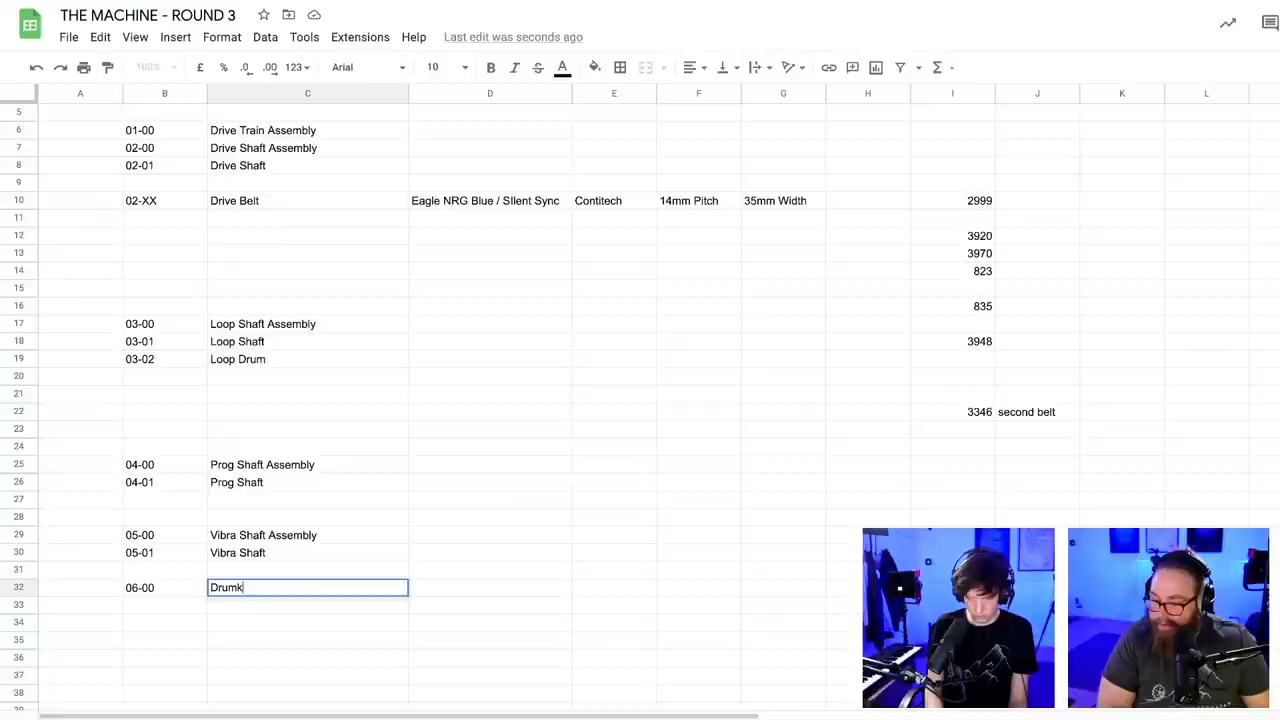 THE MACHINE - ROUND 3
File Edit View Insert Format Data Tools Extensions Help Last edit was seconds ago
100% £ % .0 .00 123 Arial 10 B I S A Σ
A B C D E F G H I J K L
5
6 01-00 Drive Train Assembly
7 02-00 Drive Shaft Assembly
8 02-01 Drive Shaft
9
10 02-XX Drive Belt Eagle NRG Blue / SIlent Sync Contitech 14mm Pitch 35mm Width 2999
11
12 3920
13 3970
14 823
15
16 835
17 03-00 Loop Shaft Assembly
18 03-01 Loop Shaft 3948
19 03-02 Loop Drum
20
21
22 3346 second belt
23
24
25 04-00 Prog Shaft Assembly
26 04-01 Prog Shaft
27
28
29 05-00 Vibra Shaft Assembly
30 05-01 Vibra Shaft
31
32 06-00 Drumk
33
34
35
36
37
38
39